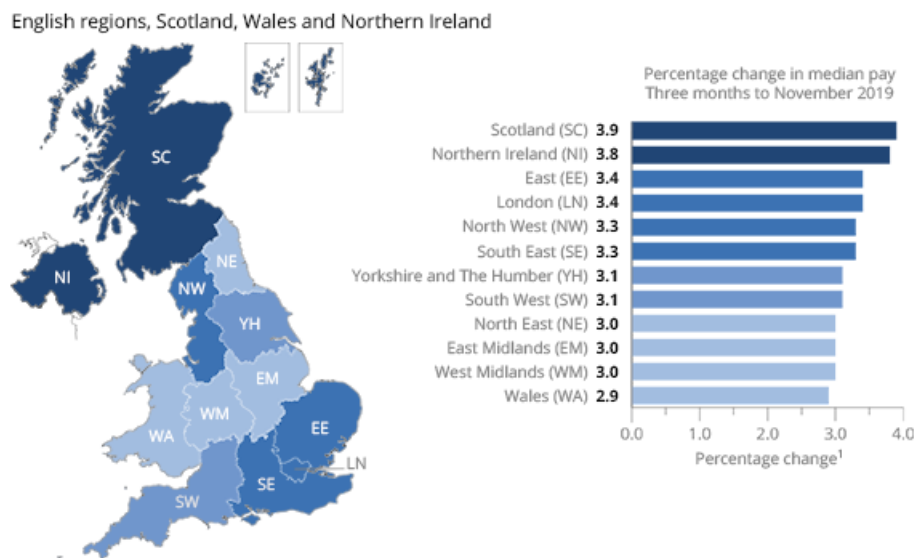 English regions, Scotland, Wales and Northern Ireland
SC
NI
NE
NW
YH
EM
WM
WA
EE
LN
SE
SW
Percentage change in median pay
Three months to November 2019
Scotland (SC) 3.9
Northern Ireland (NI) 3.8
East (EE) 3.4
London (LN) 3.4
North West (NW) 3.3
South East (SE) 3.3
Yorkshire and The Humber (YH) 3.1
South West (SW) 3.1
North East (NE) 3.0
East Midlands (EM) 3.0
West Midlands (WM) 3.0
Wales (WA) 2.9
0.0 1.0 2.0 3.0 4.0
Percentage change¹